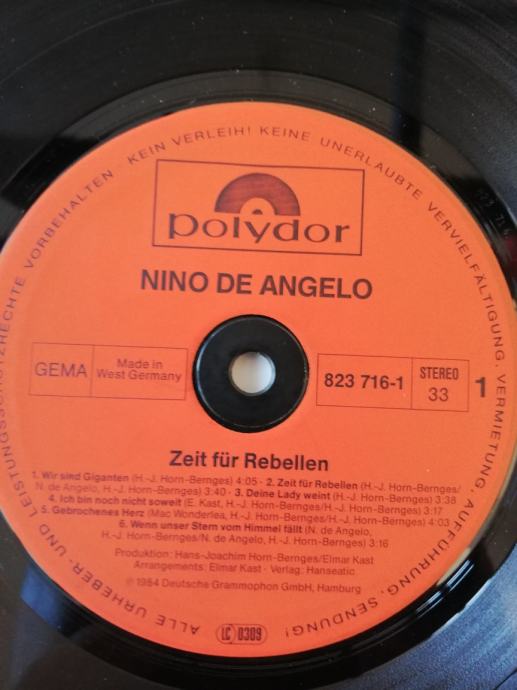 polydor
NINO DE ANGELO
GEMA
Made in
West Germany
823 716-1
STEREO
33
1
Zeit für Rebellen
1. Wir sind Giganten (H.-J. Horn-Bernges) 4:05 · 2. Zeit für Rebellen (H.-J. Horn-Bernges/
N. de Angelo, H.-J. Horn-Bernges) 3:40 · 3. Deine Lady weint (H.-J. Horn-Bernges) 3:38
4. Ich bin noch nicht soweit (E. Kast, H.-J. Horn-Bernges/H.-J. Horn-Bernges) 3:17
5. Gebrochenes Herz (Mac Wonderlea, H.-J. Horn-Bernges/H.-J. Horn-Bernges) 4:03
6. Wenn unser Stern vom Himmel fällt (N. de Angelo,
H.-J. Horn-Bernges/N. de Angelo, H.-J. Horn-Bernges) 3:16
Produktion: Hans-Joachim Horn-Bernges/Elmar Kast
Arrangements: Elmar Kast · Verlag: Hanseatic
℗ 1984 Deutsche Grammophon GmbH, Hamburg
LC 0309
ALLE URHEBER- UND LEISTUNGSSCHUTZRECHTE VORBEHALTEN · KEIN VERLEIH! KEINE UNERLAUBTE VERVIELFÄLTIGUNG, VERMIETUNG, AUFFÜHRUNG, SENDUNG!